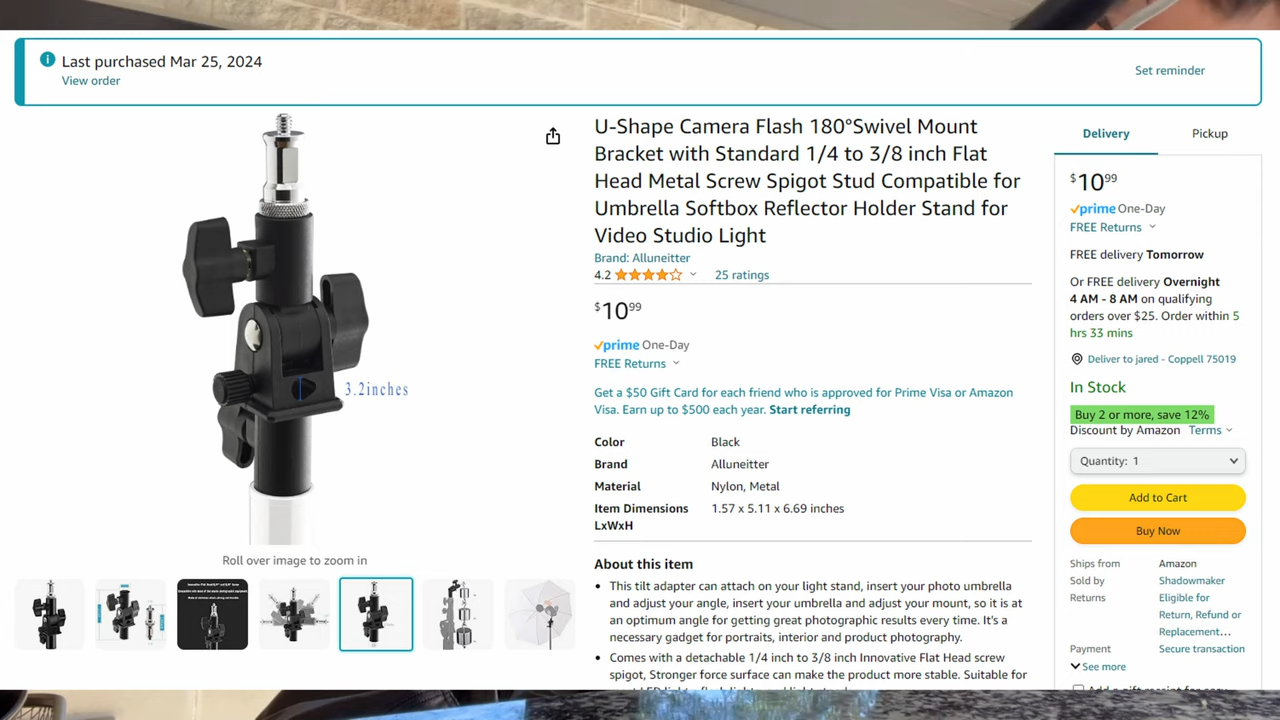 Last purchased Mar 25, 2024
View order
Set reminder
3.2inches
Roll over image to zoom in
U-Shape Camera Flash 180°Swivel Mount
Bracket with Standard 1/4 to 3/8 inch Flat
Head Metal Screw Spigot Stud Compatible for
Umbrella Softbox Reflector Holder Stand for
Video Studio Light
Brand: Alluneitter
4.2
25 ratings
$10 99
prime One-Day
FREE Returns
Get a $50 Gift Card for each friend who is approved for Prime Visa or Amazon
Visa. Earn up to $500 each year. Start referring
Color Black
Brand Alluneitter
Material Nylon, Metal
Item Dimensions 1.57 x 5.11 x 6.69 inches
LxWxH
About this item
• This tilt adapter can attach on your light stand, insert your photo umbrella
and adjust your angle, insert your umbrella and adjust your mount, so it is at
an optimum angle for getting great photographic results every time. It's a
necessary gadget for portraits, interior and product photography.
• Comes with a detachable 1/4 inch to 3/8 inch Innovative Flat Head screw
spigot, Stronger force surface can make the product more stable. Suitable for
Delivery Pickup
$10 99
prime One-Day
FREE Returns
FREE delivery Tomorrow
Or FREE delivery Overnight
4 AM - 8 AM on qualifying
orders over $25. Order within 5
hrs 33 mins
Deliver to jared - Coppell 75019
In Stock
Buy 2 or more, save 12%
Discount by Amazon Terms
Quantity: 1
Add to Cart
Buy Now
Ships from Amazon
Sold by Shadowmaker
Returns Eligible for
Return, Refund or
Replacement...
Payment Secure transaction
See more